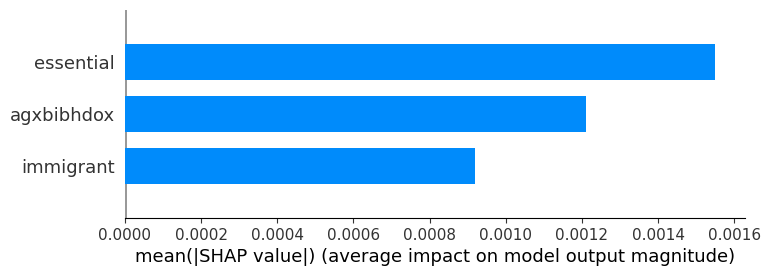 essential
agxbibhdox
immigrant
0.0000 0.0002 0.0004 0.0006 0.0008 0.0010 0.0012 0.0014 0.0016
mean(|SHAP value|) (average impact on model output magnitude)